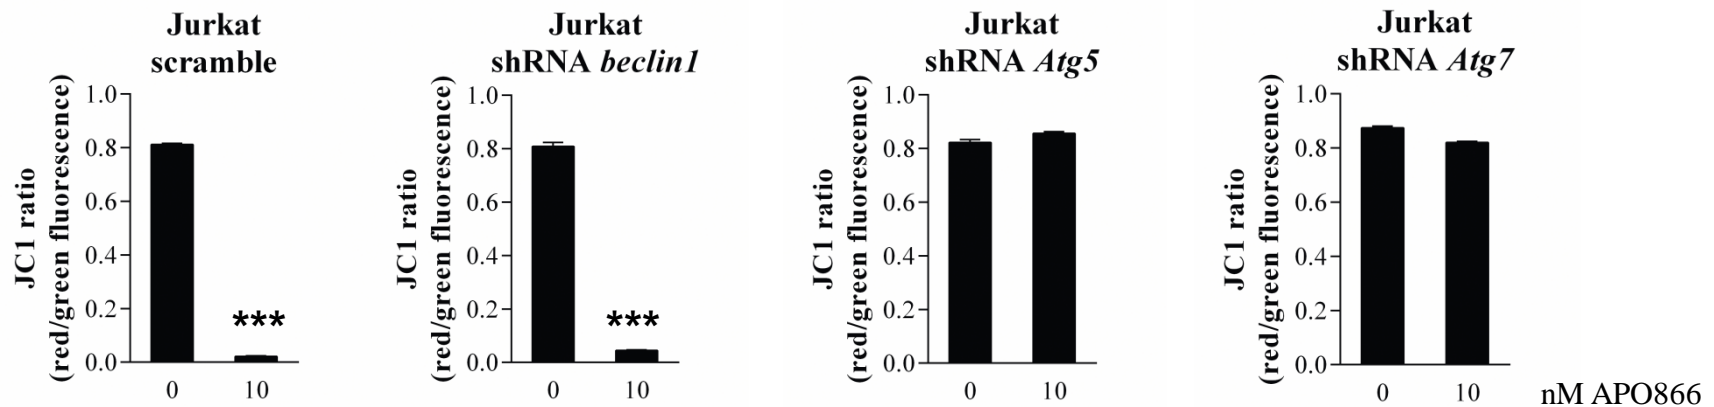 Jurkat
scramble
JC1 ratio
(red/green fluorescence)
1.0
0.8
0.6
0.4
0.2
0.0
***
0 10
Jurkat
shRNA beclin1
JC1 ratio
(red/green fluorescence)
1.0
0.8
0.6
0.4
0.2
0.0
***
0 10
Jurkat
shRNA Atg5
JC1 ratio
(red/green fluorescence)
1.0
0.8
0.6
0.4
0.2
0.0
0 10
Jurkat
shRNA Atg7
JC1 ratio
(red/green fluorescence)
1.0
0.8
0.6
0.4
0.2
0.0
0 10
nM APO866